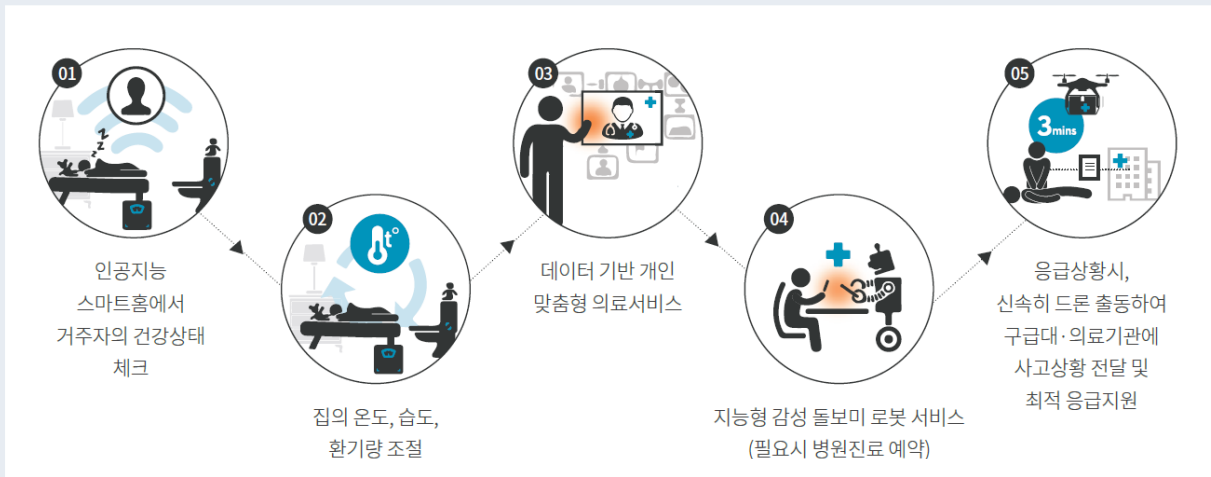 01
z z z
인공지능
스마트홈에서
거주자의 건강상태
체크
02
t°
집의 온도, 습도,
환기량 조절
03
데이터 기반 개인
맞춤형 의료서비스
04
지능형 감성 돌보미 로봇 서비스
(필요시 병원진료 예약)
05
3mins
응급상황시,
신속히 드론 출동하여
구급대·의료기관에
사고상황 전달 및
최적 응급지원